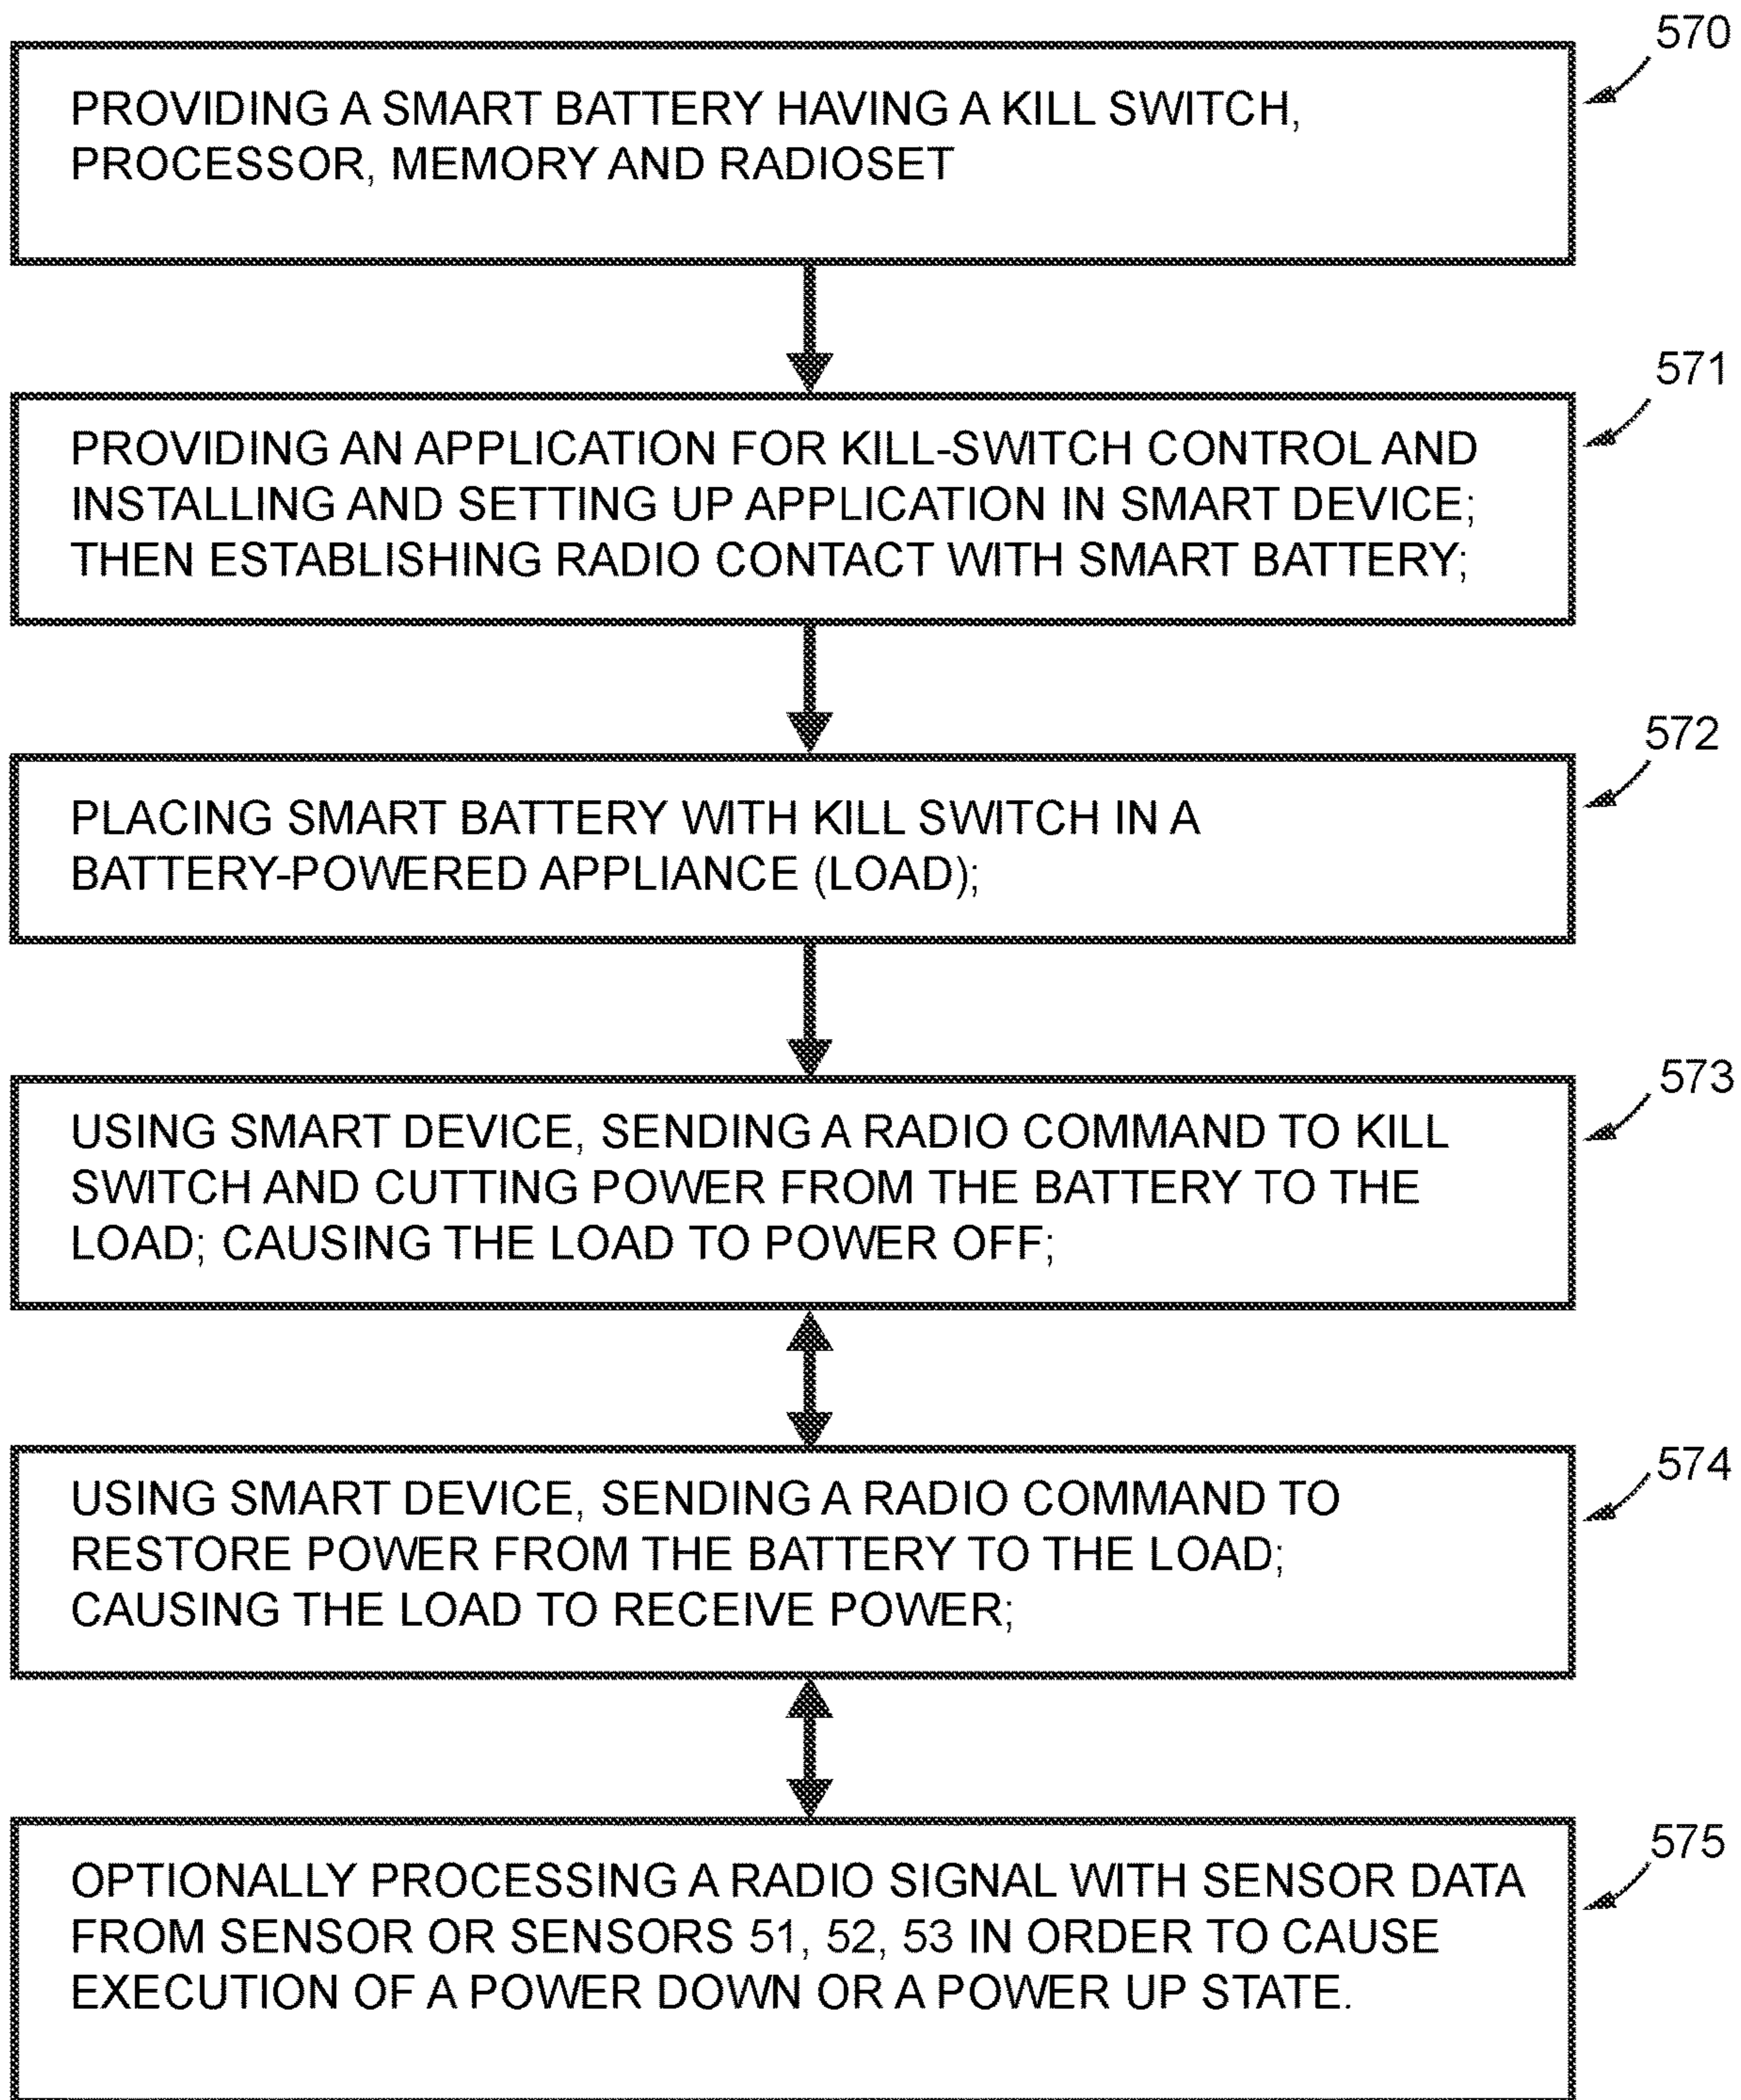 570
PROVIDING A SMART BATTERY HAVING A KILL SWITCH,
PROCESSOR, MEMORY AND RADIOSET
571
PROVIDING AN APPLICATION FOR KILL-SWITCH CONTROL AND
INSTALLING AND SETTING UP APPLICATION IN SMART DEVICE;
THEN ESTABLISHING RADIO CONTACT WITH SMART BATTERY;
572
PLACING SMART BATTERY WITH KILL SWITCH IN A
BATTERY-POWERED APPLIANCE (LOAD);
573
USING SMART DEVICE, SENDING A RADIO COMMAND TO KILL
SWITCH AND CUTTING POWER FROM THE BATTERY TO THE
LOAD; CAUSING THE LOAD TO POWER OFF;
574
USING SMART DEVICE, SENDING A RADIO COMMAND TO
RESTORE POWER FROM THE BATTERY TO THE LOAD;
CAUSING THE LOAD TO RECEIVE POWER;
575
OPTIONALLY PROCESSING A RADIO SIGNAL WITH SENSOR DATA
FROM SENSOR OR SENSORS 51, 52, 53 IN ORDER TO CAUSE
EXECUTION OF A POWER DOWN OR A POWER UP STATE.